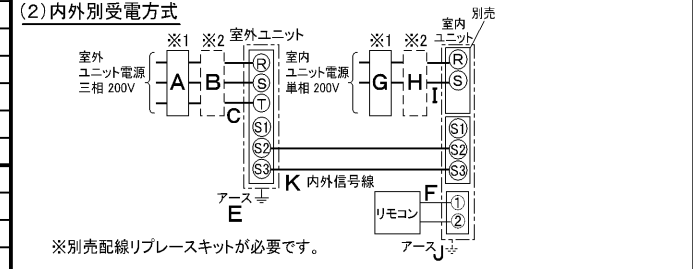 (2)内外別受電方式
別売
※1 ※2 室外ユニット
※1 ※2 室内ユニット
室外
ユニット電源
三相 200V
A B C
R
S
T
S1
S2
S3
アース
E
室内
ユニット電源
単相 200V
G H I
R
S
S1
S2
S3
K 内外信号線
リモコン
F
1
2
アース J
※別売配線リプレースキットが必要です。